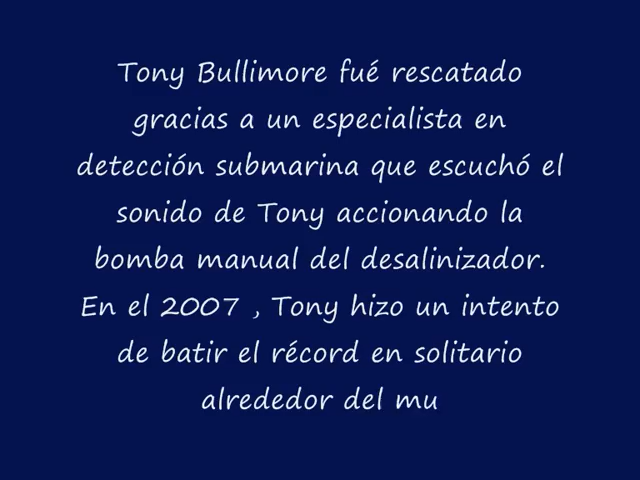 Tony Bullimore fué rescatado
gracias a un especialista en
detección submarina que escuchó el
sonido de Tony accionando la
bomba manual del desalinizador.
En el 2007 , Tony hizo un intento
de batir el récord en solitario
alrededor del mu